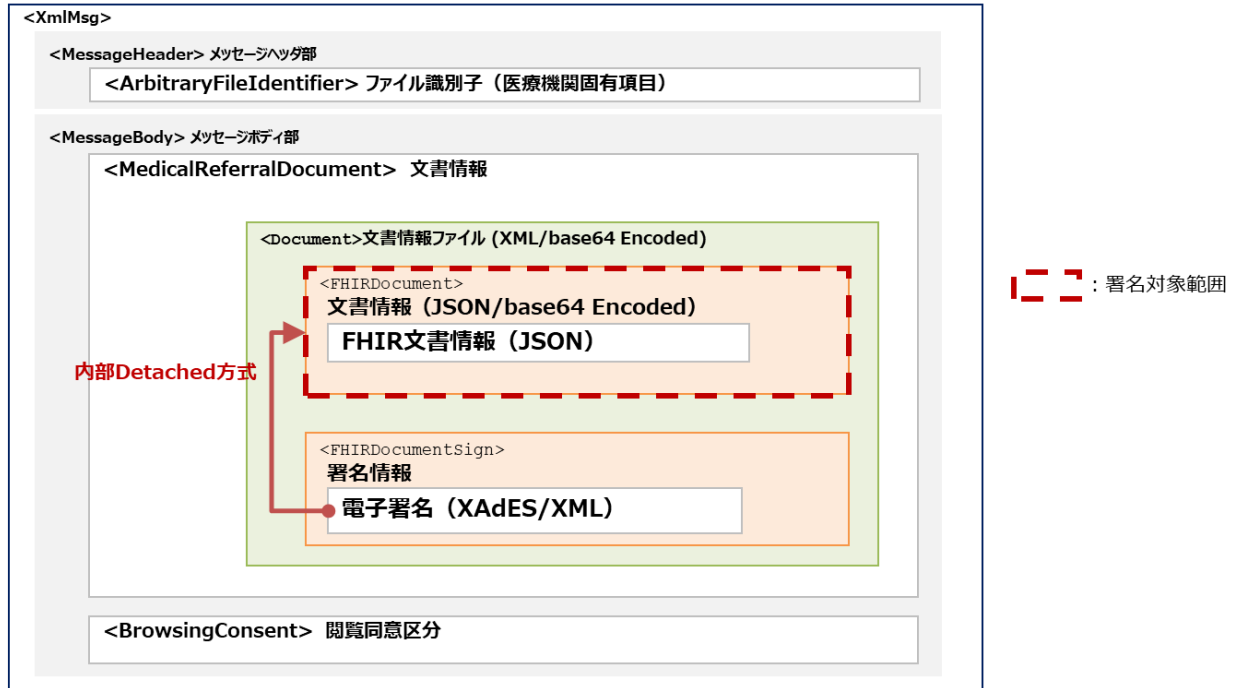 <XmlMsg>
<MessageHeader> メッセージヘッダ部
<ArbitraryFileIdentifier> ファイル識別子（医療機関固有項目）
<MessageBody> メッセージボディ部
<MedicalReferralDocument> 文書情報
<Document>文書情報ファイル (XML/base64 Encoded)
<FHIRDocument>
文書情報（JSON/base64 Encoded）
FHIR文書情報（JSON）
：署名対象範囲
内部Detached方式
<FHIRDocumentSign>
署名情報
電子署名（XAdES/XML）
<BrowsingConsent> 閲覧同意区分